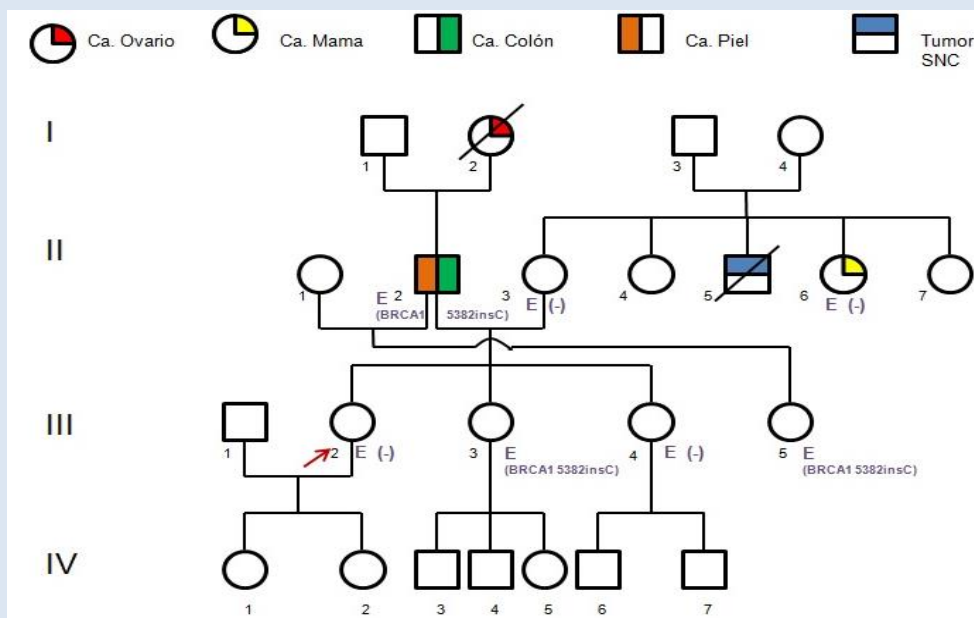 Ca. Ovario
Ca. Mama
Ca. Colón
Ca. Piel
Tumor
SNC
I
1
2
3
4
II
1
2
3
4
5
6
7
E
(BRCA1 5382insC)
E (-)
E (-)
III
1
2
E (-)
3
E
(BRCA1 5382insC)
4
E (-)
5
E
(BRCA1 5382insC)
IV
1
2
3
4
5
6
7